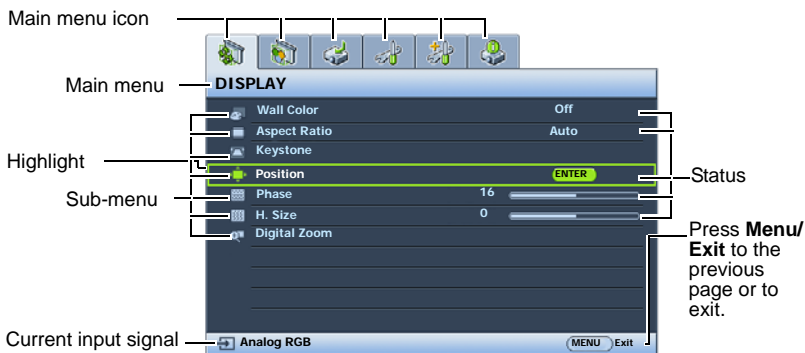 Main menu icon
Main menu
DISPLAY
Wall Color Off
Aspect Ratio Auto
Keystone
Highlight
Position ENTER
Status
Sub-menu
Phase 16
H. Size 0
Digital Zoom
Press Menu/
Exit to the
previous
page or to
exit.
Current input signal
Analog RGB
MENU Exit